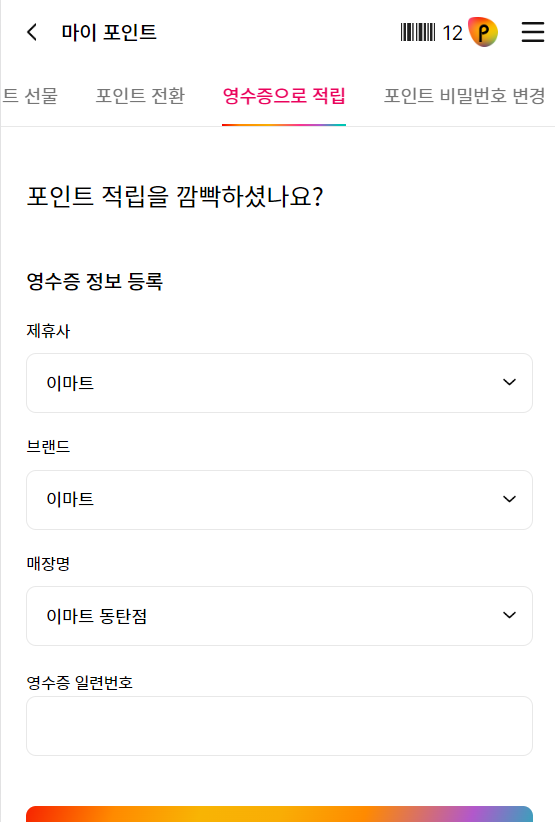 마이 포인트
12
트 선물 포인트 전환 영수증으로 적립 포인트 비밀번호 변경
포인트 적립을 깜빡하셨나요?
영수증 정보 등록
제휴사
이마트
브랜드
이마트
매장명
이마트 동탄점
영수증 일련번호